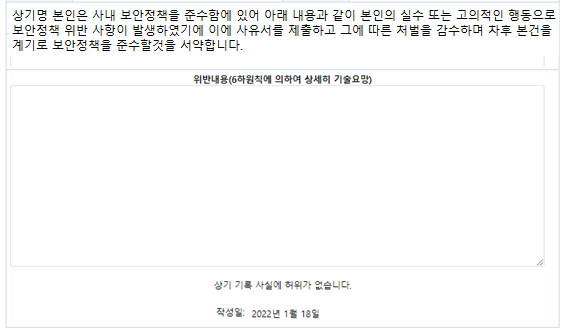 상기명 본인은 사내 보안정책을 준수함에 있어 아래 내용과 같이 본인의 실수 또는 고의적인 행동으로
보안정책 위반 사항이 발생하였기에 이에 사유서를 제출하고 그에 따른 처벌을 감수하며 차후 본건을
계기로 보안정책을 준수할것을 서약합니다.
위반내용(6하원칙에 의하여 상세히 기술요망)
상기 기록 사실에 허위가 없습니다.
작성일: 2022년 1월 18일